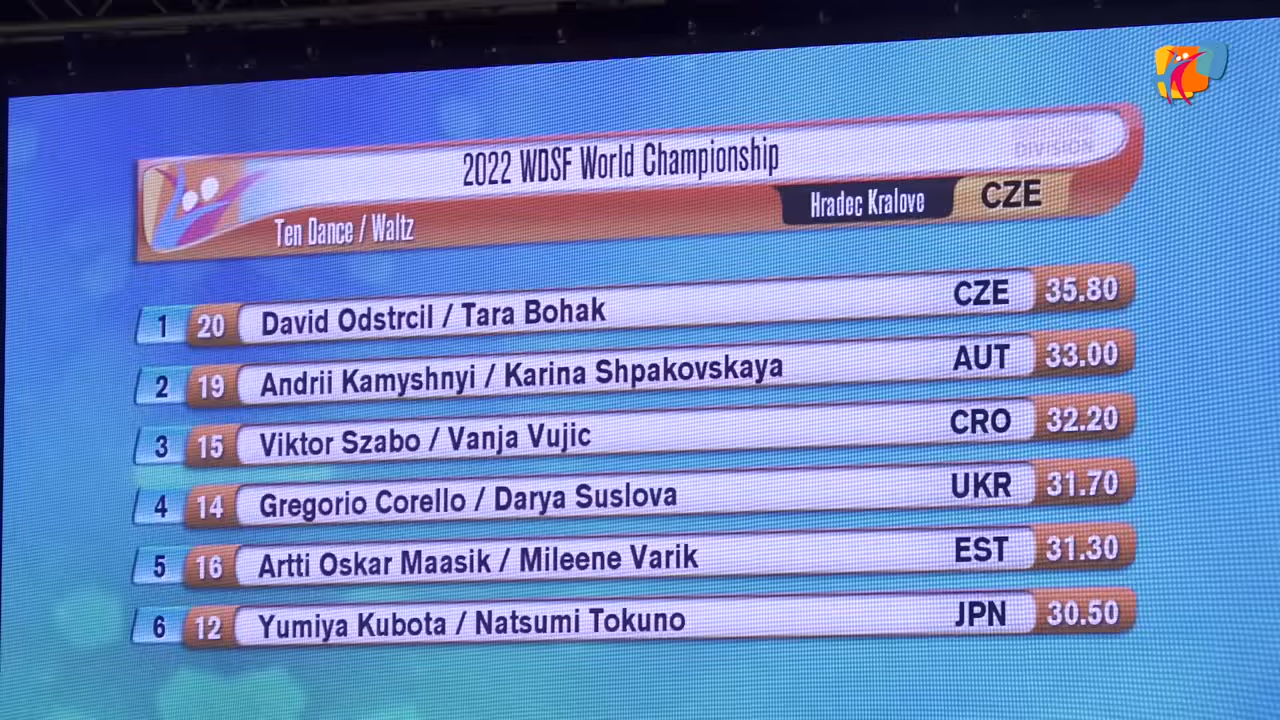 2022 WDSF World Championship
DIVISION
Ten Dance / Waltz
Hradec Kralove CZE
1 20 David Odstrcil / Tara Bohak CZE 35.80
2 19 Andrii Kamyshnyi / Karina Shpakovskaya AUT 33.00
3 15 Viktor Szabo / Vanja Vujic CRO 32.20
4 14 Gregorio Corello / Darya Suslova UKR 31.70
5 16 Artti Oskar Maasik / Mileene Varik EST 31.30
6 12 Yumiya Kubota / Natsumi Tokuno JPN 30.50